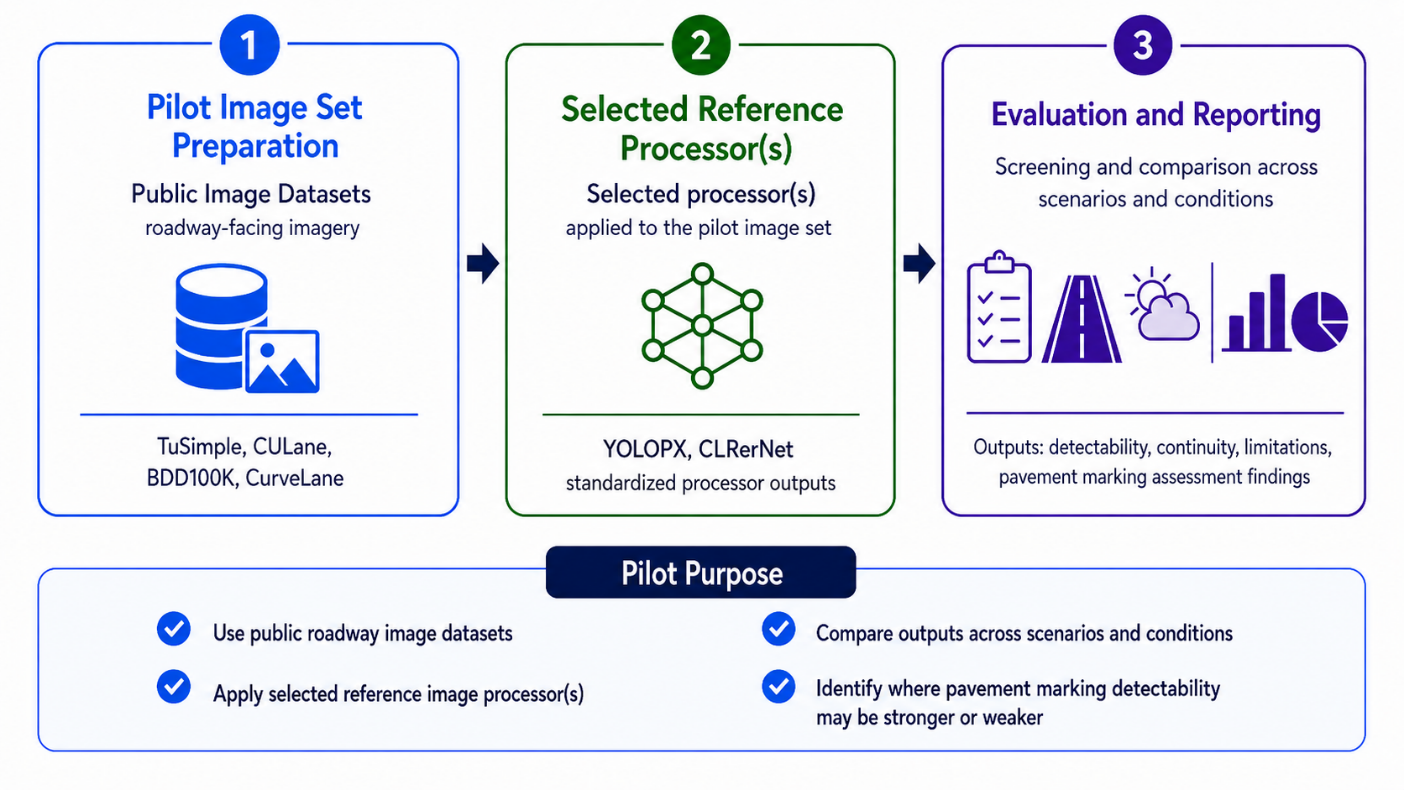 1
Pilot Image Set
Preparation
Public Image Datasets
roadway-facing imagery
TuSimple, CULane,
BDD100K, CurveLane
2
Selected Reference
Processor(s)
Selected processor(s)
applied to the pilot image set
YOLOPX, CLRerNet
standardized processor outputs
3
Evaluation and Reporting
Screening and comparison across
scenarios and conditions
Outputs: detectability, continuity, limitations,
pavement marking assessment findings
Pilot Purpose
Use public roadway image datasets
Apply selected reference image processor(s)
Compare outputs across scenarios and conditions
Identify where pavement marking detectability
may be stronger or weaker